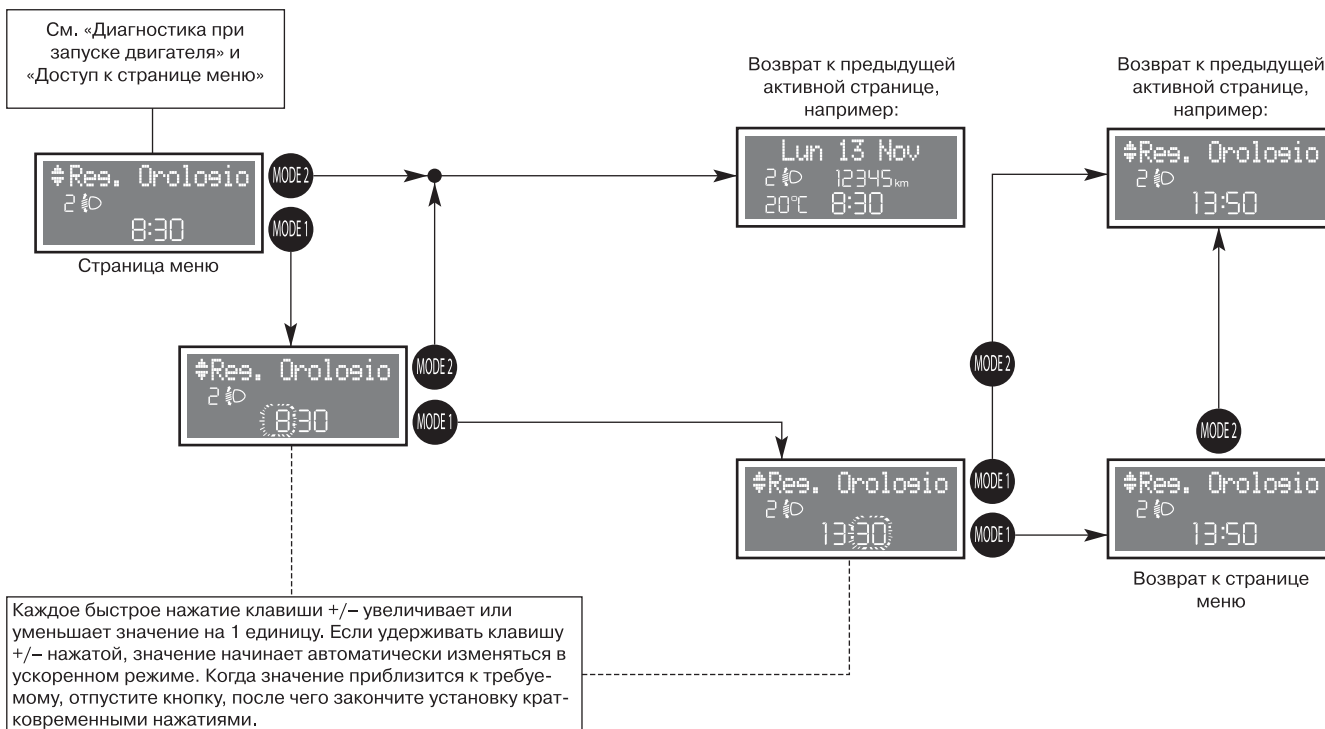 См. «Диагностика при
запуске двигателя» и
«Доступ к странице меню»
Reg. Orologio
2
8:30
MODE 2
MODE 1
Страница меню
Возврат к предыдущей
активной странице,
например:
Lun 13 Nov
2 12345 km
20°C 8:30
Возврат к предыдущей
активной странице,
например:
Reg. Orologio
2
13:50
Reg. Orologio
2
8:30
MODE 2
MODE 1
MODE 2
MODE 2
Reg. Orologio
2
13:30
MODE 1
MODE 1
Reg. Orologio
2
13:50
Возврат к странице
меню
Каждое быстрое нажатие клавиши +/– увеличивает или
уменьшает значение на 1 единицу. Если удерживать клавишу
+/– нажатой, значение начинает автоматически изменяться в
ускоренном режиме. Когда значение приблизится к требуе-
мому, отпустите кнопку, после чего закончите установку крат-
ковременными нажатиями.